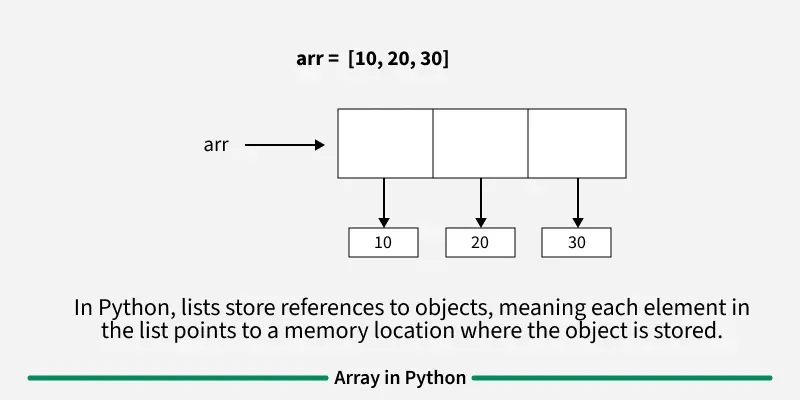 arr = [10, 20, 30]
arr
10 20 30
In Python, lists store references to objects, meaning each element in
the list points to a memory location where the object is stored.
Array in Python